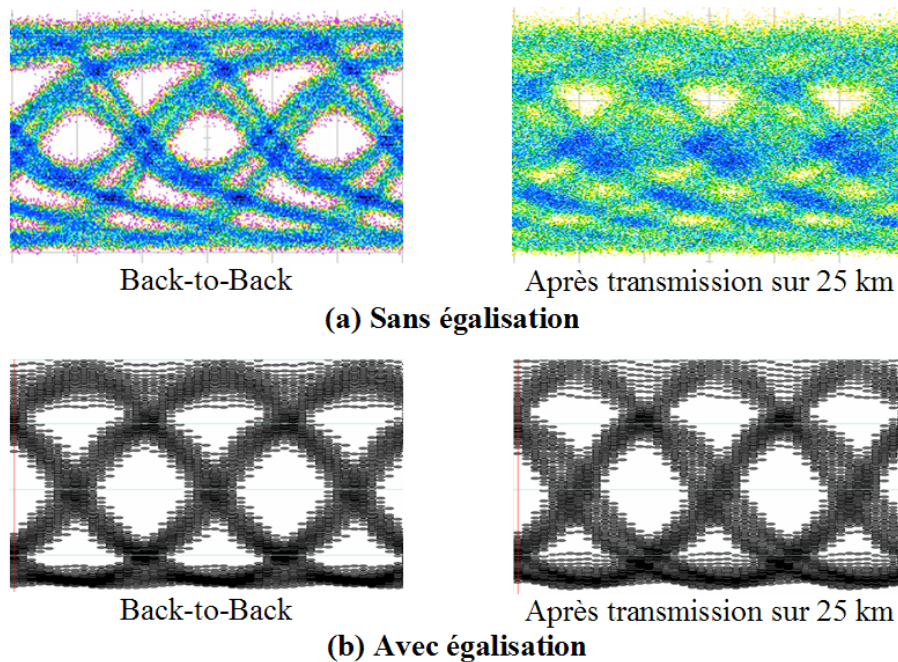 Back-to-Back
Après transmission sur 25 km
(a) Sans égalisation
Back-to-Back
Après transmission sur 25 km
(b) Avec égalisation